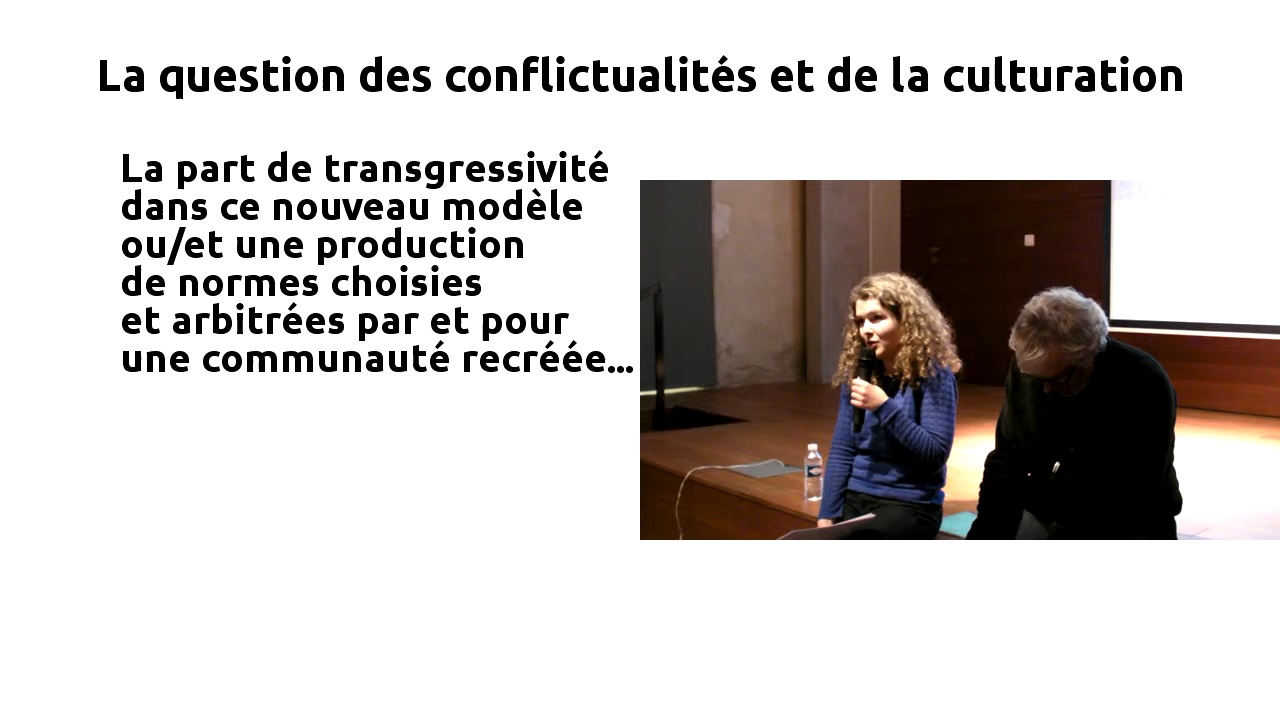 La question des conflictualités et de la culturation
La part de transgressivité
dans ce nouveau modèle
ou/et une production
de normes choisies
et arbitrées par et pour
une communauté recréée...